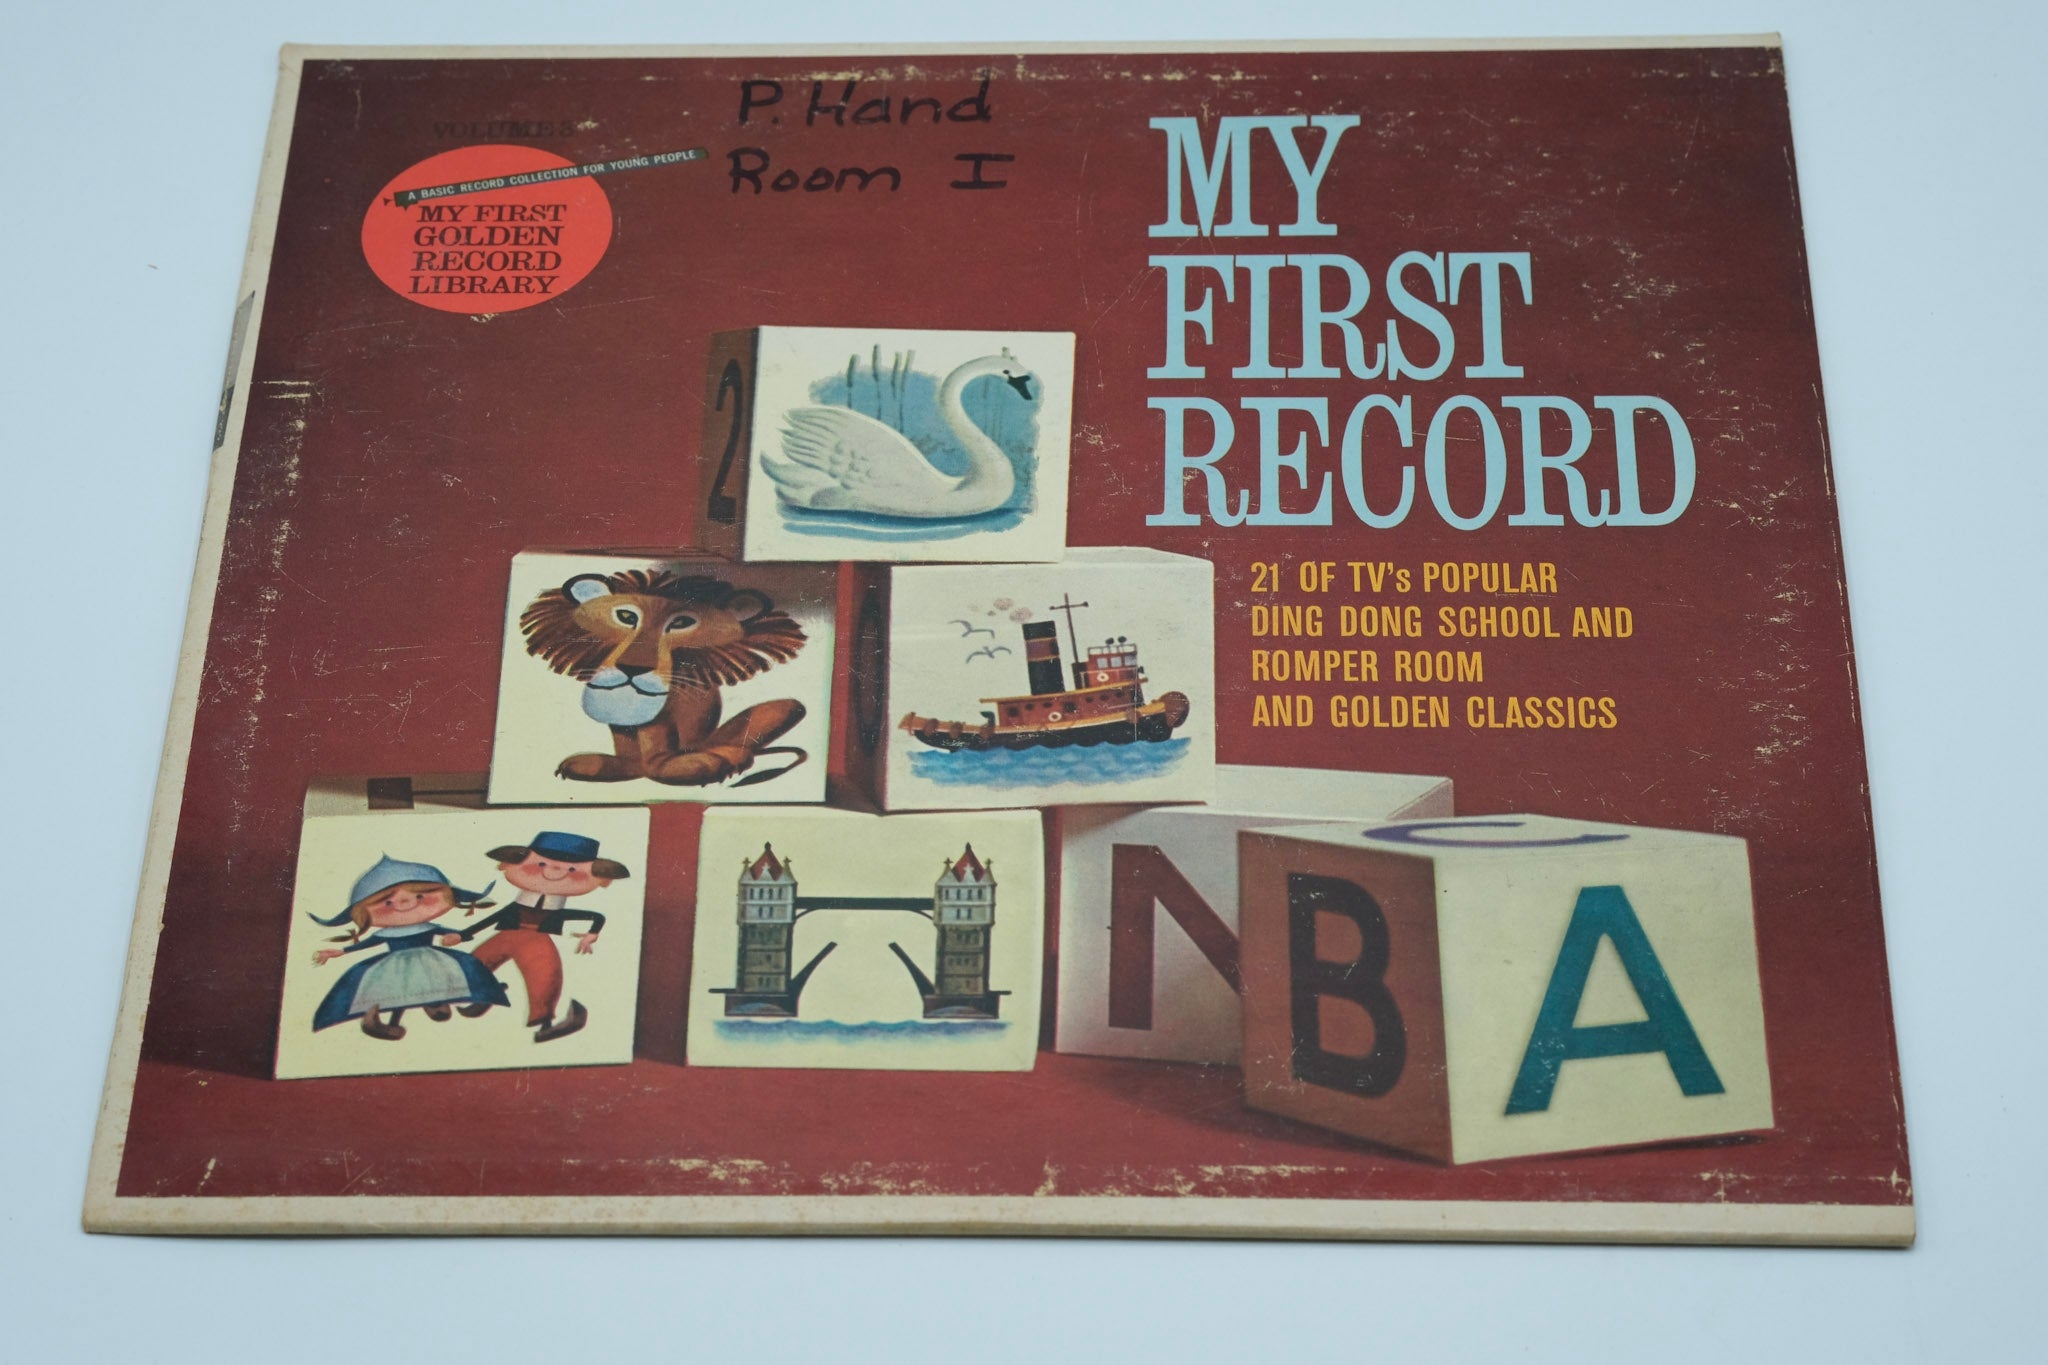 P. Hand
Room I
VOLUME 3
A BASIC RECORD COLLECTION FOR YOUNG PEOPLE
MY FIRST
GOLDEN
RECORD
LIBRARY
MY
FIRST
RECORD
21 OF TV's POPULAR
DING DONG SCHOOL AND
ROMPER ROOM
AND GOLDEN CLASSICS
2
N
C
B
A